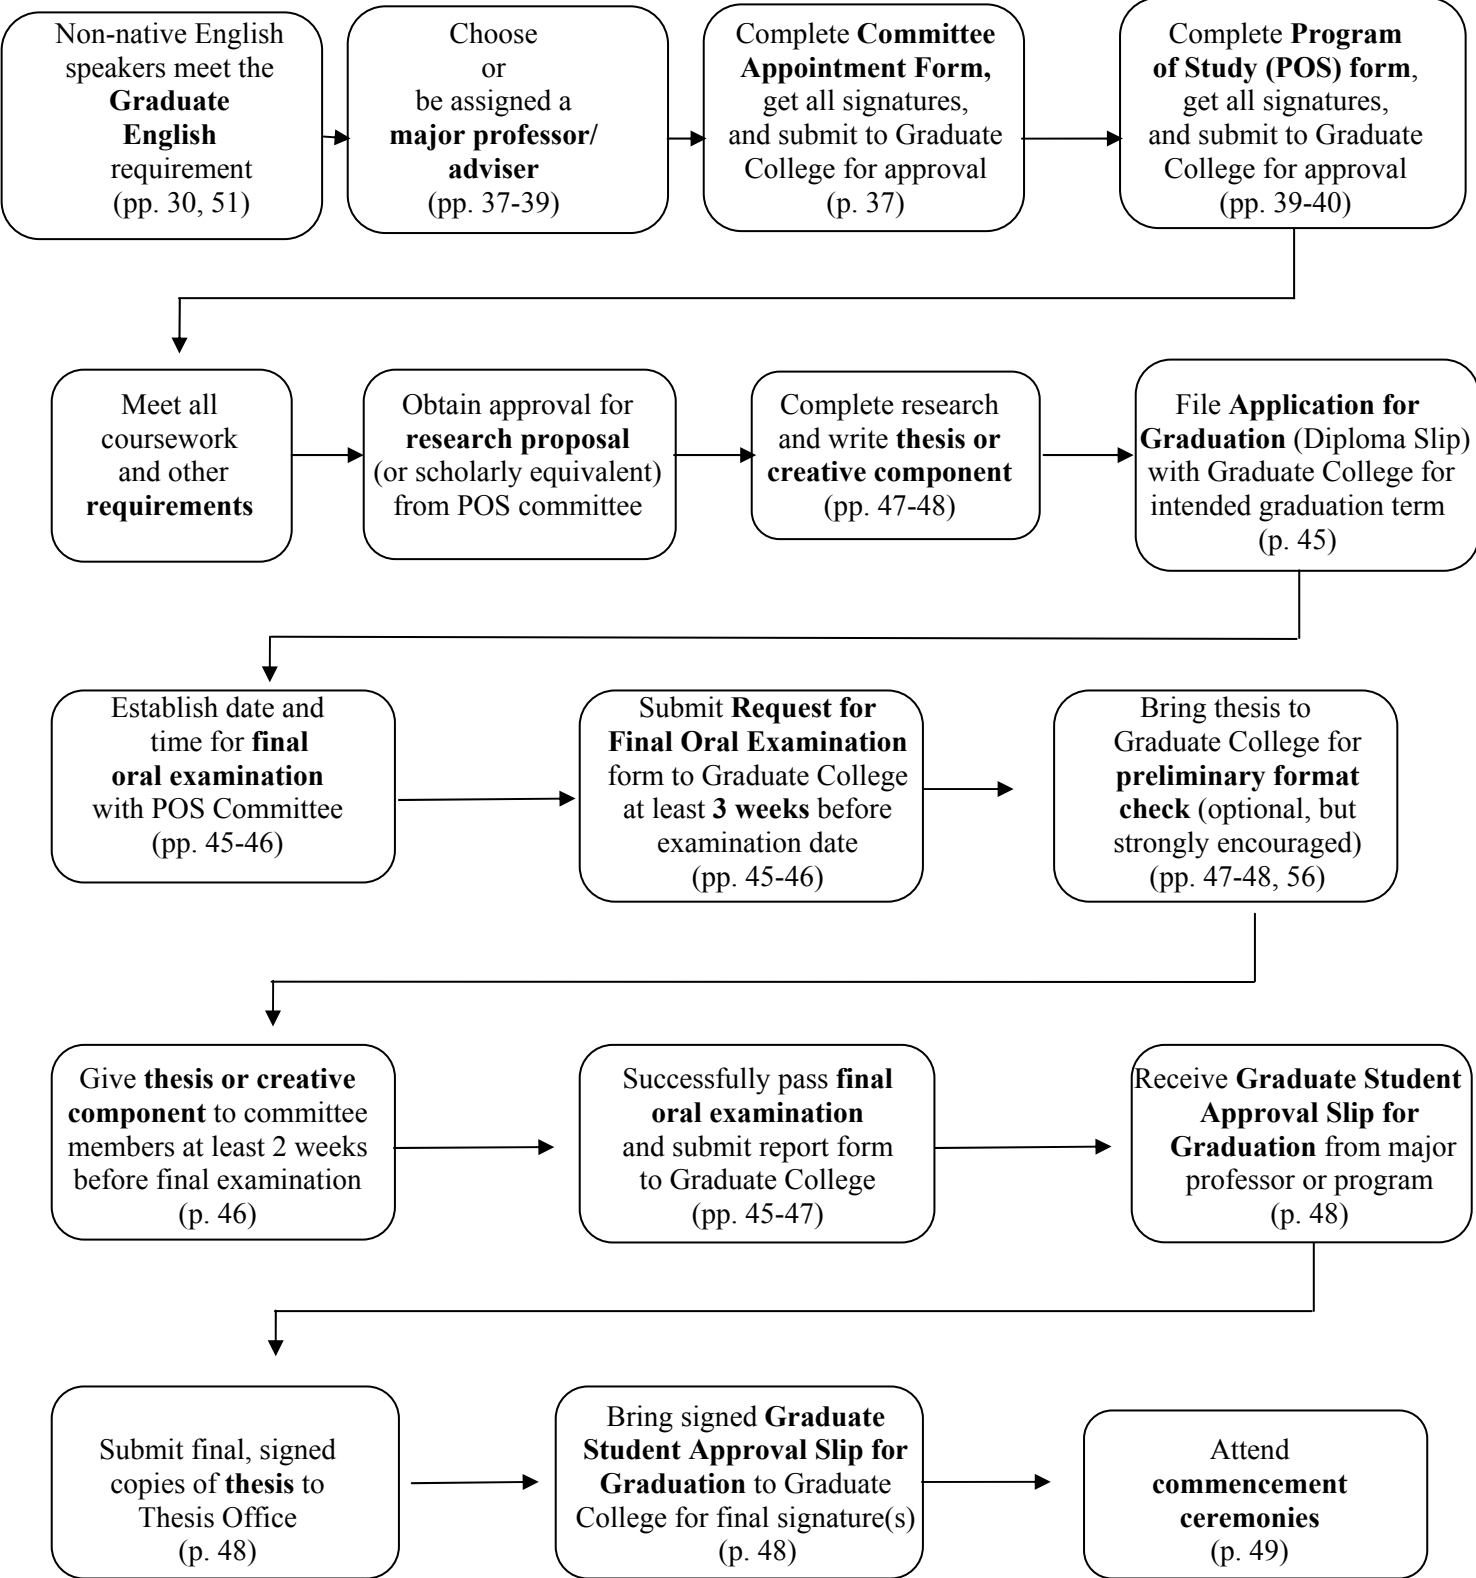 Non-native English
speakers meet the
Graduate
English
requirement
(pp. 30, 51)
Choose
or
be assigned a
major professor/
adviser
(pp. 37-39)
Complete Committee
Appointment Form,
get all signatures,
and submit to Graduate
College for approval
(p. 37)
Complete Program
of Study (POS) form,
get all signatures,
and submit to Graduate
College for approval
(pp. 39-40)
Meet all
coursework
and other
requirements
Obtain approval for
research proposal
(or scholarly equivalent)
from POS committee
Complete research
and write thesis or
creative component
(pp. 47-48)
File Application for
Graduation (Diploma Slip)
with Graduate College for
intended graduation term
(p. 45)
Establish date and
time for final
oral examination
with POS Committee
(pp. 45-46)
Submit Request for
Final Oral Examination
form to Graduate College
at least 3 weeks before
examination date
(pp. 45-46)
Bring thesis to
Graduate College for
preliminary format
check (optional, but
strongly encouraged)
(pp. 47-48, 56)
Give thesis or creative
component to committee
members at least 2 weeks
before final examination
(p. 46)
Successfully pass final
oral examination
and submit report form
to Graduate College
(pp. 45-47)
Receive Graduate Student
Approval Slip for
Graduation from major
professor or program
(p. 48)
Submit final, signed
copies of thesis to
Thesis Office
(p. 48)
Bring signed Graduate
Student Approval Slip for
Graduation to Graduate
College for final signature(s)
(p. 48)
Attend
commencement
ceremonies
(p. 49)